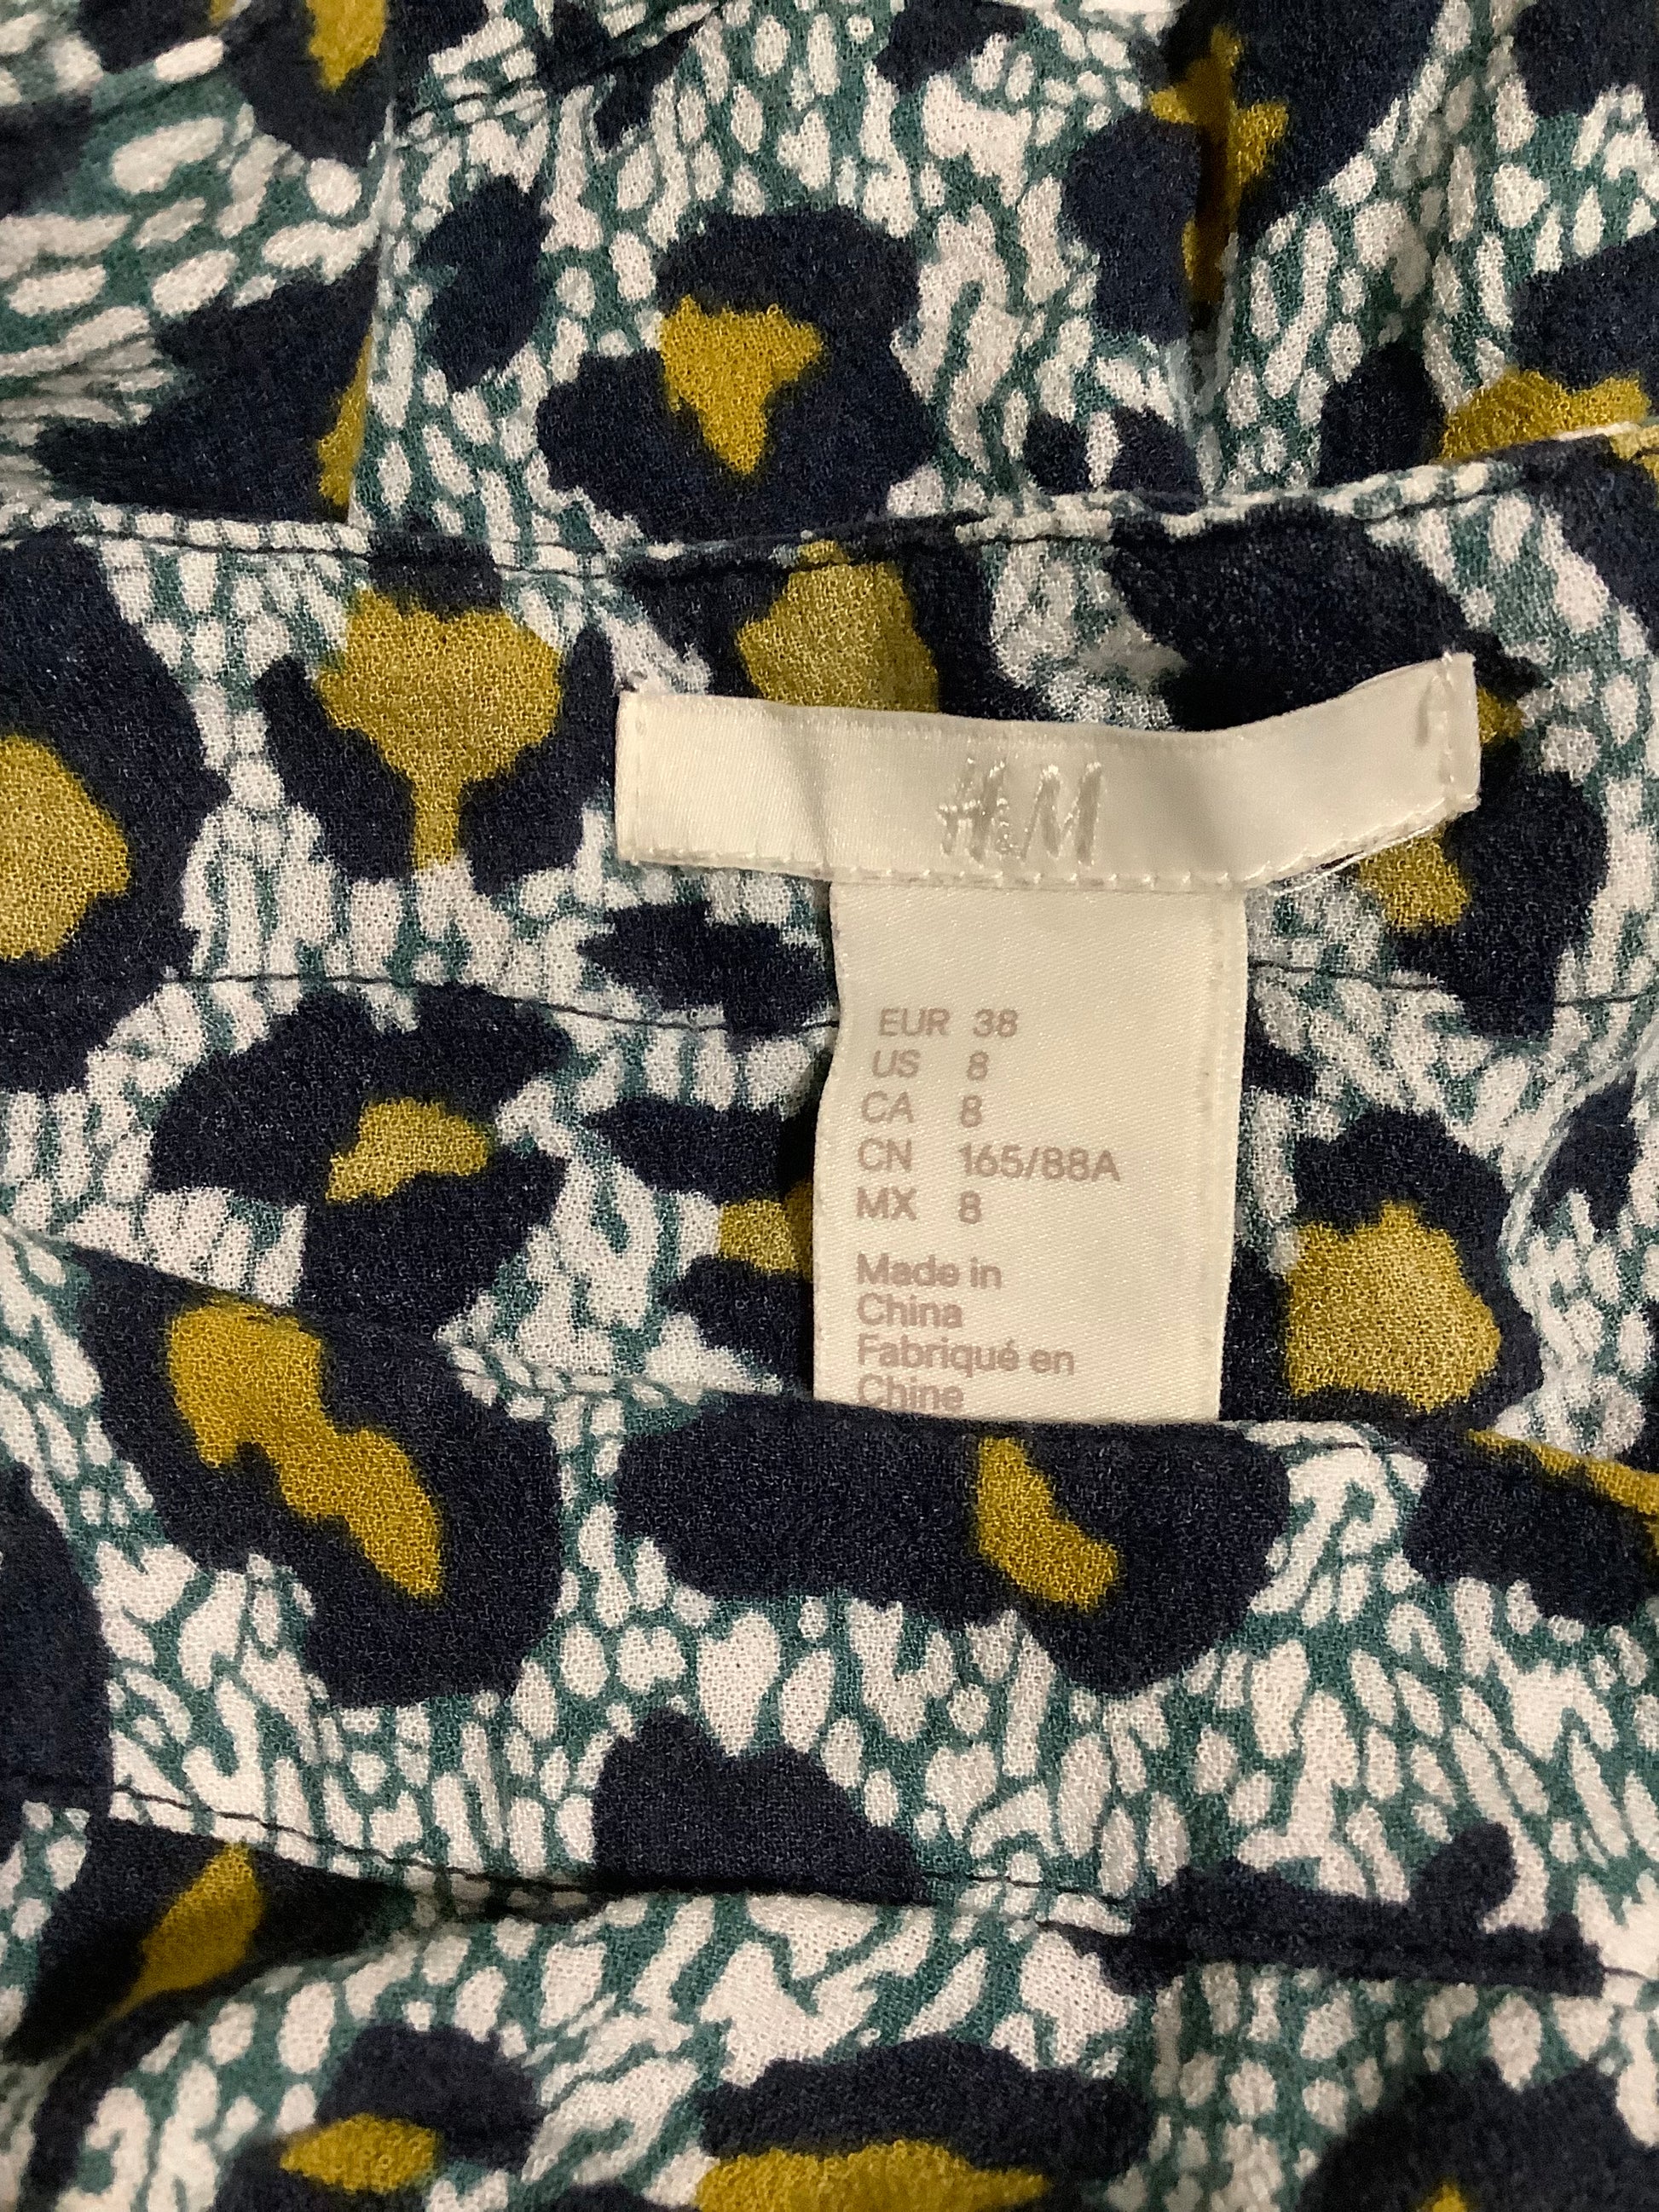 H&M
EUR 38
US 8
CA 8
CN 165/88A
MX 8
Made in
China
Fabriqué en
Chine